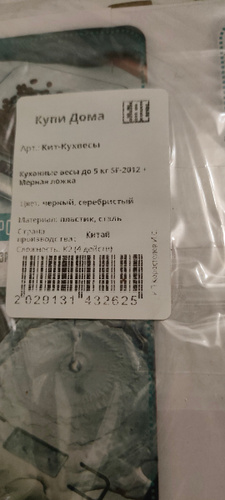 Купи Дома
EAC
Арт.: Кит-Кухвесы
Кухонные весы до 5 кг SF-2012 +
Мерная ложка
Цвет: черный, серебристый
Материал: пластик, сталь
Страна
производства: Китай
2029131432625